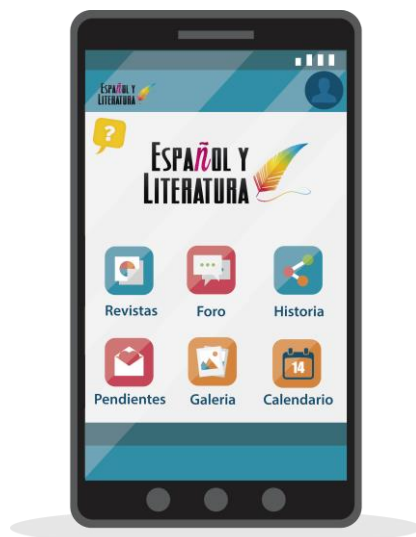 ESPAÑOL Y
LITERATURA
?
ESPAÑOL Y
LITERATURA
Revistas
Foro
Historia
Pendientes
Galeria
14
Calendario